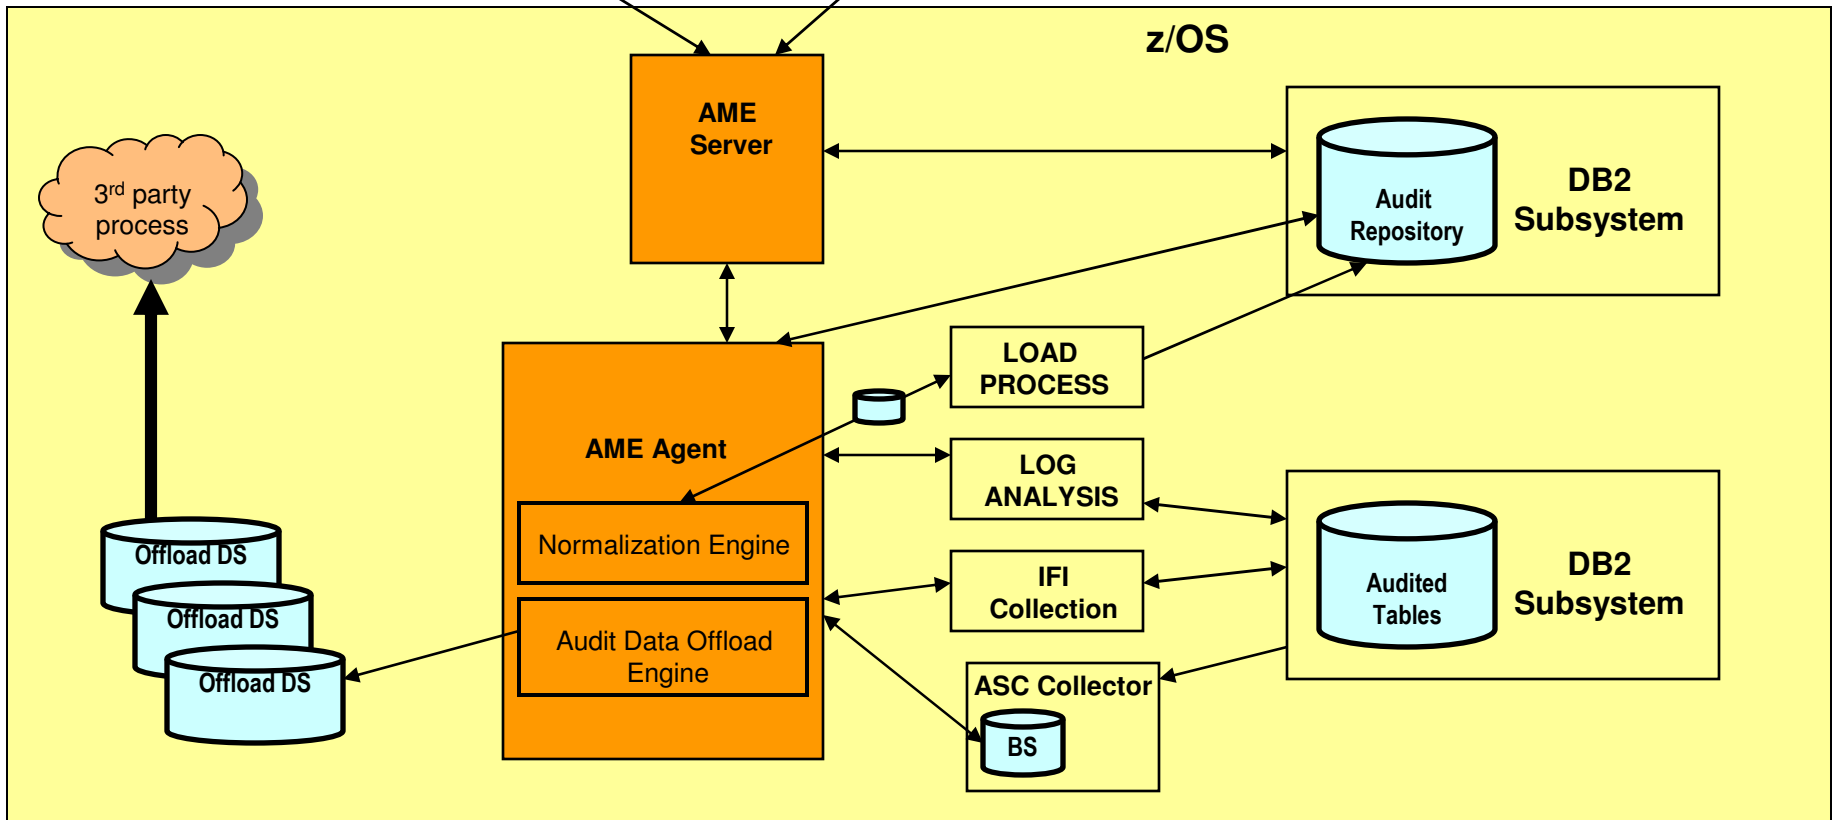 z/OS
AME
Server
3rd party
process
Audit
Repository
DB2
Subsystem
LOAD
PROCESS
AME Agent
LOG
ANALYSIS
Normalization Engine
IFI
Collection
Audited
Tables
DB2
Subsystem
Offload DS
Offload DS
Offload DS
Audit Data Offload
Engine
ASC Collector
BS